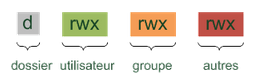 d rwx rwx rwx
dossier utilisateur groupe autres